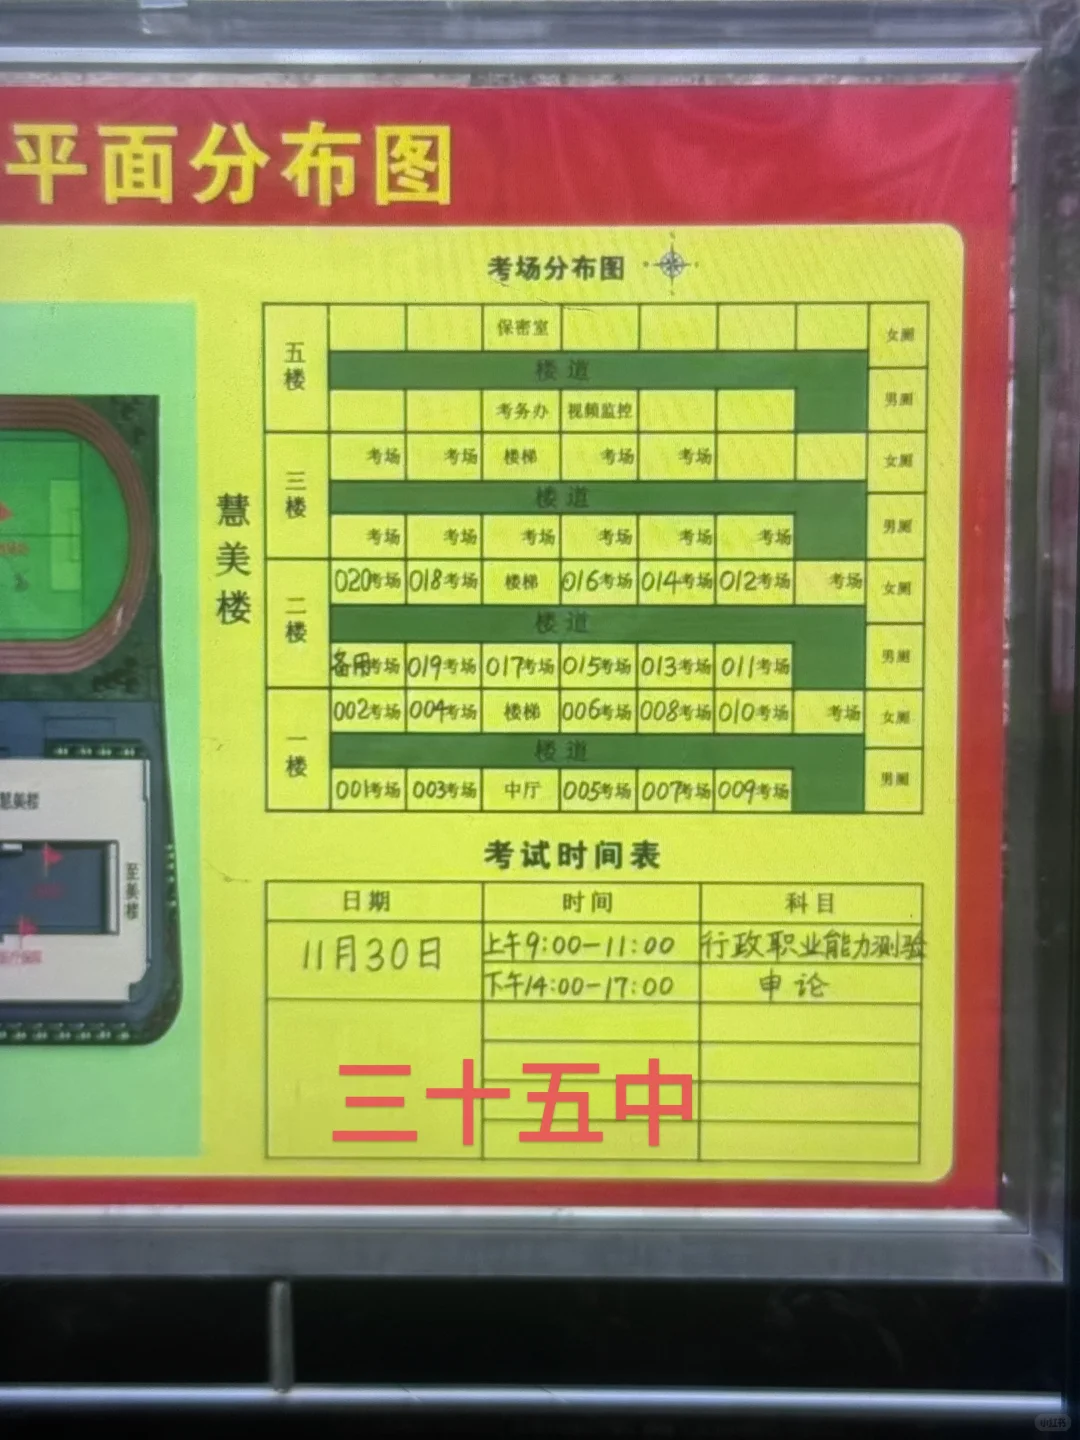 平面分布图
考场分布图
慧美楼
五楼
保密室
女厕
楼道
男厕
考务办 视频监控
三楼
考场 考场 楼梯 考场 考场
女厕
楼道
男厕
考场 考场 考场 考场 考场 考场
二楼
020考场 018考场 楼梯 016考场 014考场 012考场 考场
女厕
楼道
男厕
备用考场 019考场 017考场 015考场 013考场 011考场
一楼
002考场 004考场 楼梯 006考场 008考场 010考场 考场
女厕
楼道
男厕
001考场 003考场 中厅 005考场 007考场 009考场
慧美楼
至美楼
医疗保障
考试时间表
日期 时间 科目
11月30日 上午9:00-11:00 行政职业能力测验
下午14:00-17:00 申论
三十五中